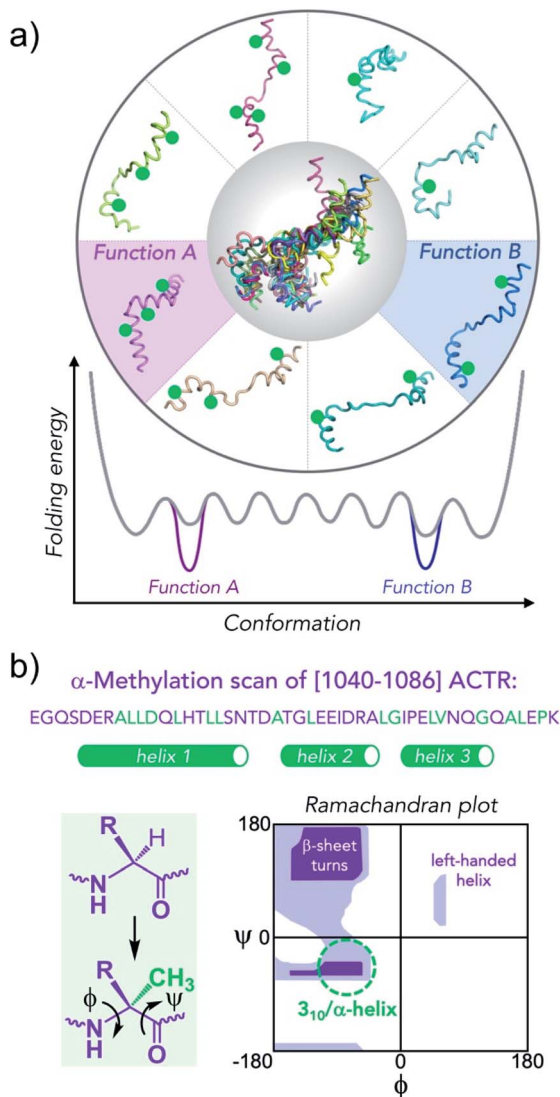 a)
Function A
Function B
Folding energy
Function A
Function B
Conformation
b)
α-Methylation scan of [1040-1086] ACTR:
EGQSDERALLDQLHTLLSNTDATGLEEIDRALGIPELVNQGQALEPK
helix 1
helix 2
helix 3
Ramachandran plot
R
H
N
H
O
R
CH₃
ϕ
ψ
N
H
O
180
β-sheet
turns
left-handed
helix
ψ 0
3₁₀/α-helix
-180
0
180
ϕ